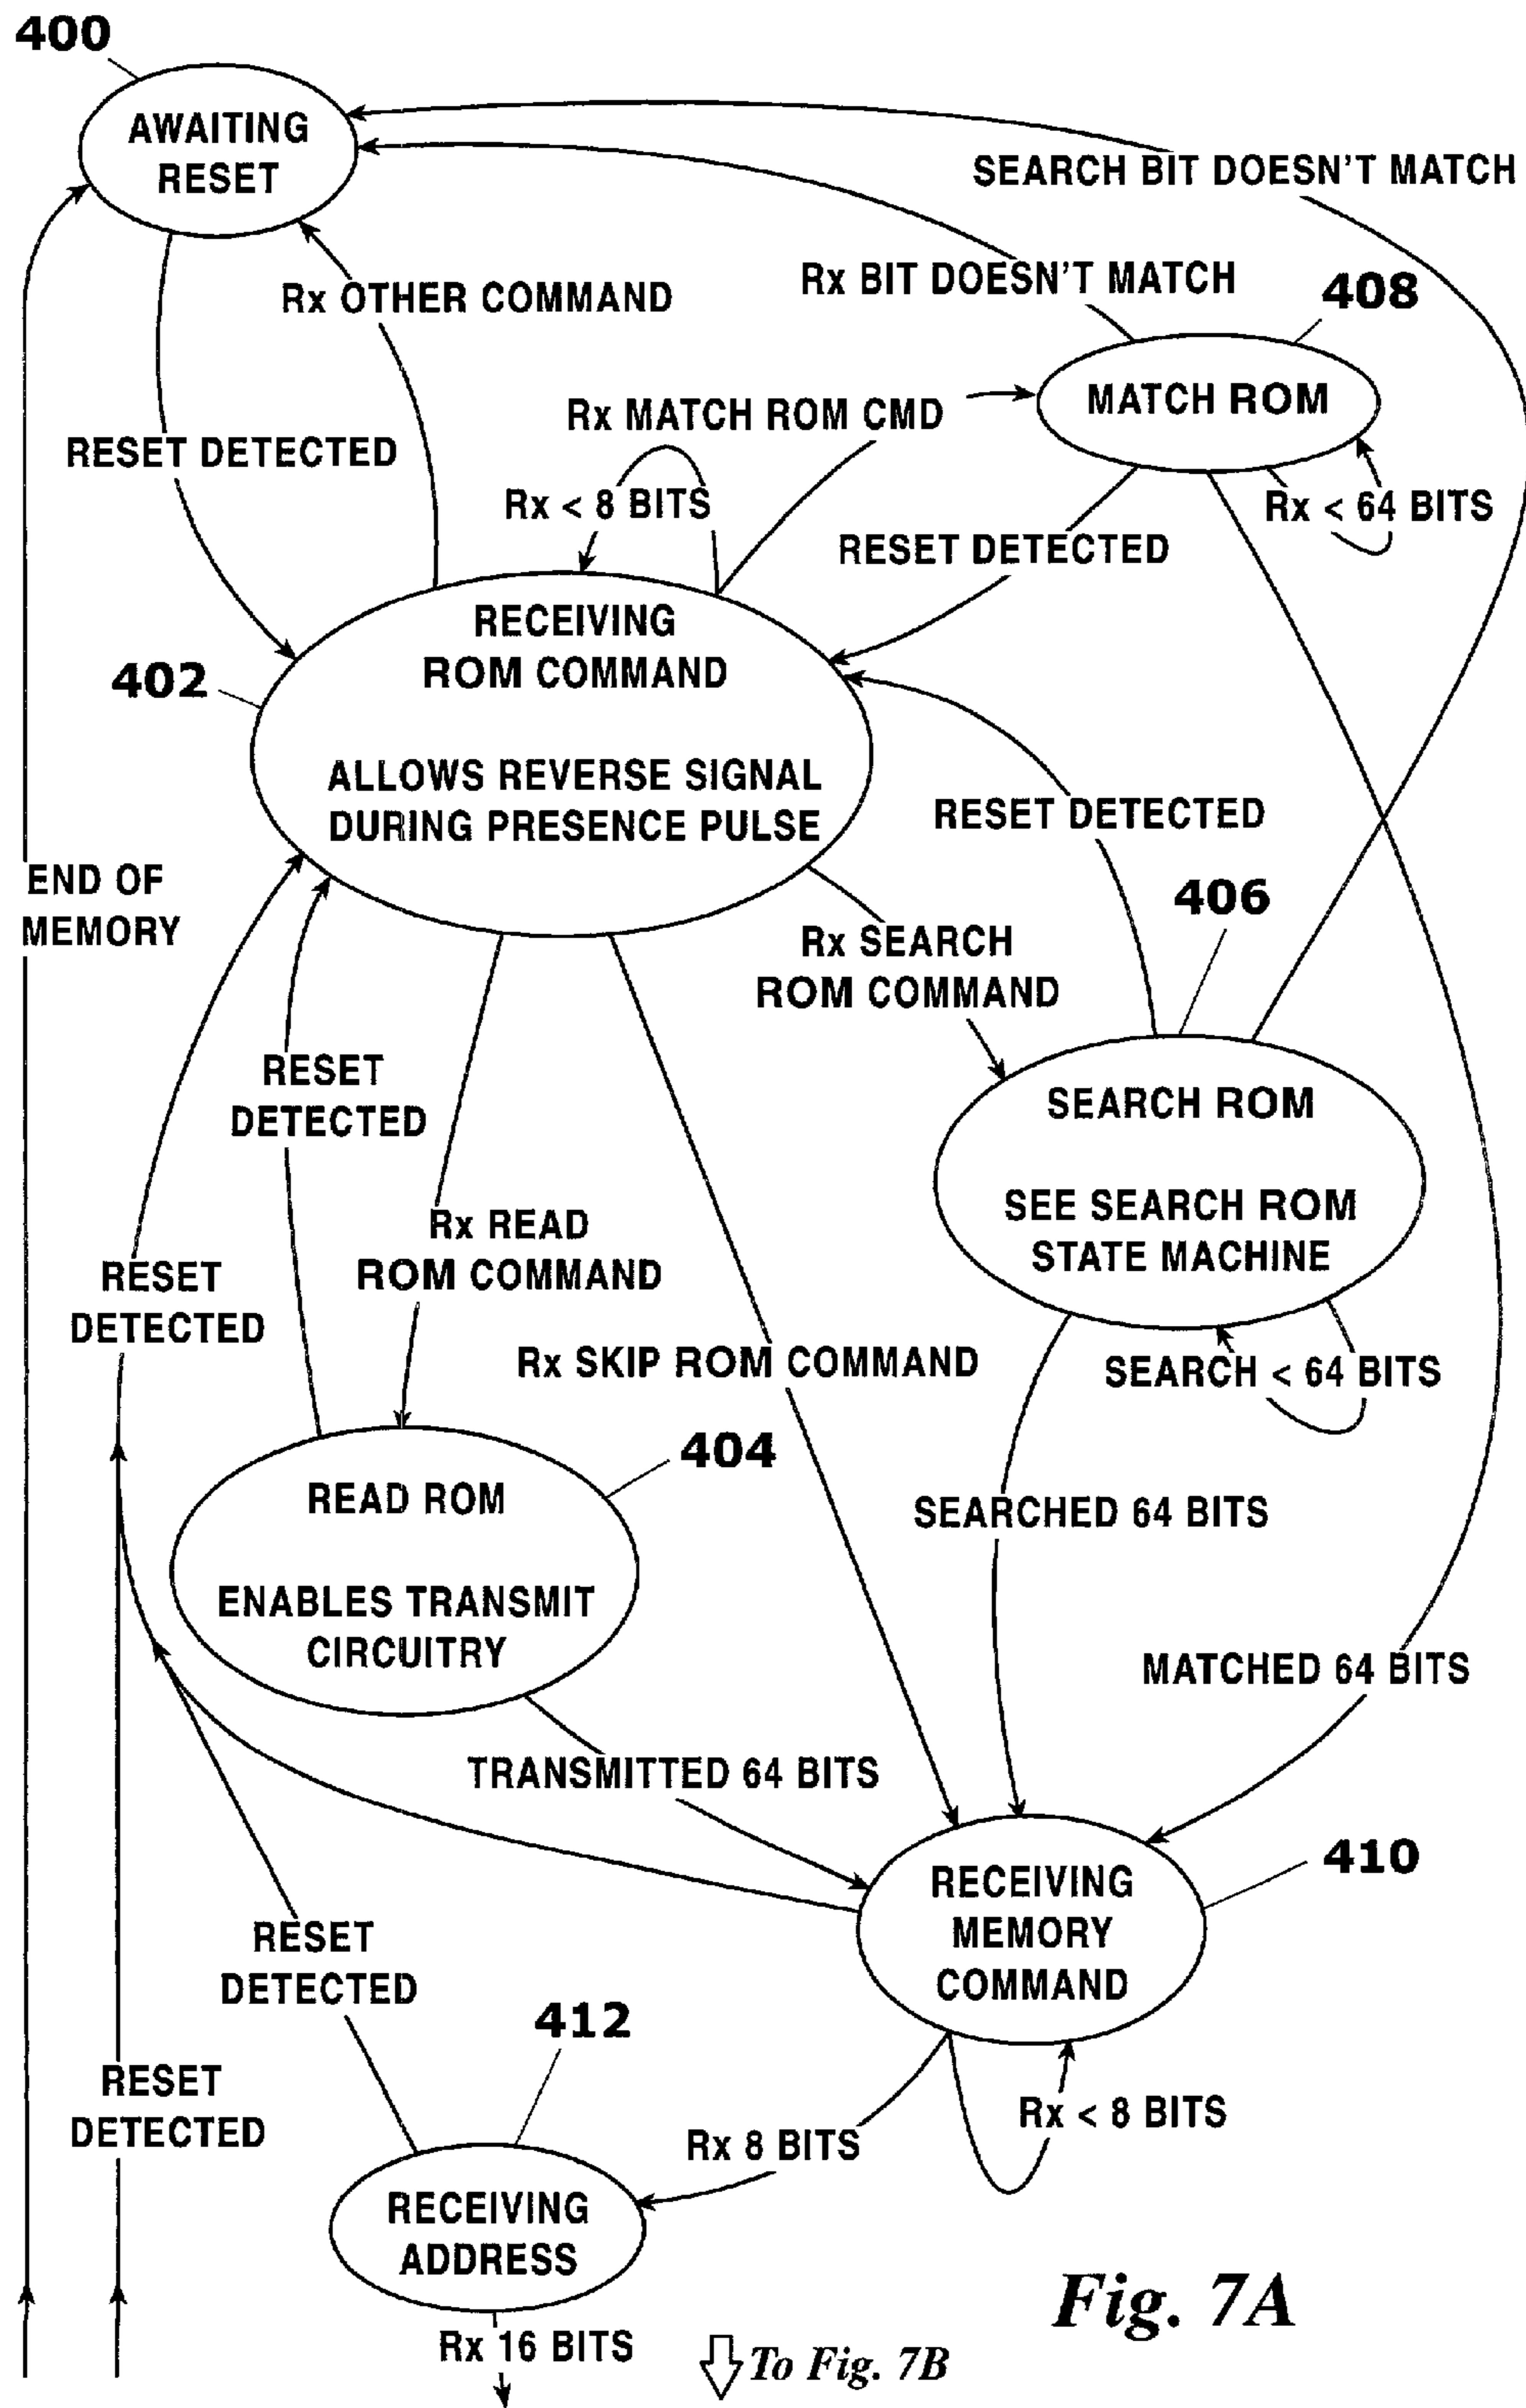 400
AWAITING
RESET
SEARCH BIT DOESN'T MATCH
Rx BIT DOESN'T MATCH
408
Rx OTHER COMMAND
MATCH ROM
Rx MATCH ROM CMD
RESET DETECTED
Rx < 8 BITS
Rx < 64 BITS
RESET DETECTED
RECEIVING
ROM COMMAND
402
ALLOWS REVERSE SIGNAL
DURING PRESENCE PULSE
RESET DETECTED
END OF
MEMORY
406
Rx SEARCH
ROM COMMAND
RESET
DETECTED
SEARCH ROM
SEE SEARCH ROM
STATE MACHINE
Rx READ
ROM COMMAND
RESET
DETECTED
Rx SKIP ROM COMMAND
SEARCH < 64 BITS
404
READ ROM
SEARCHED 64 BITS
ENABLES TRANSMIT
CIRCUITRY
MATCHED 64 BITS
TRANSMITTED 64 BITS
410
RECEIVING
MEMORY
COMMAND
RESET
DETECTED
412
RESET
DETECTED
Rx < 8 BITS
Rx 8 BITS
RECEIVING
ADDRESS
Fig. 7A
Rx 16 BITS
To Fig. 7B